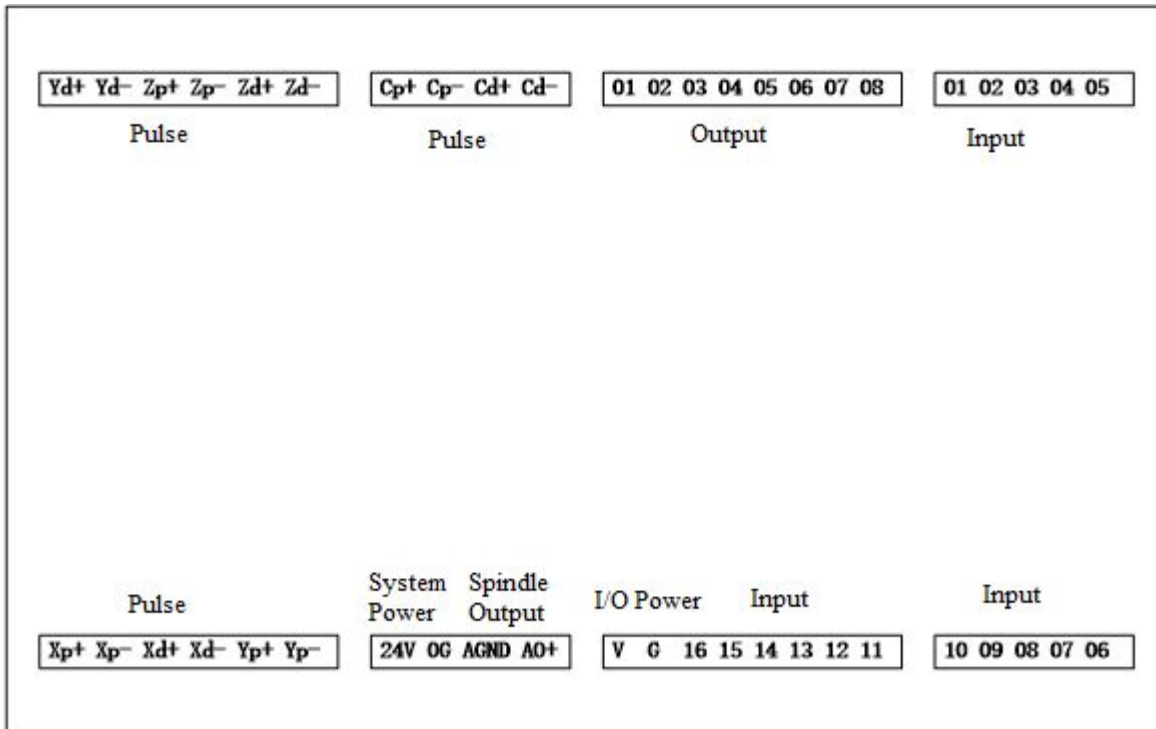 Yd+ Yd- Zp+ Zp- Zd+ Zd-
Cp+ Cp- Cd+ Cd-
01 02 03 04 05 06 07 08
01 02 03 04 05
Pulse
Pulse
Output
Input
Pulse
System Power
Spindle Output
I/O Power
Input
Input
Xp+ Xp- Xd+ Xd- Yp+ Yp-
24V 0G AGND AO+
V G 16 15 14 13 12 11
10 09 08 07 06